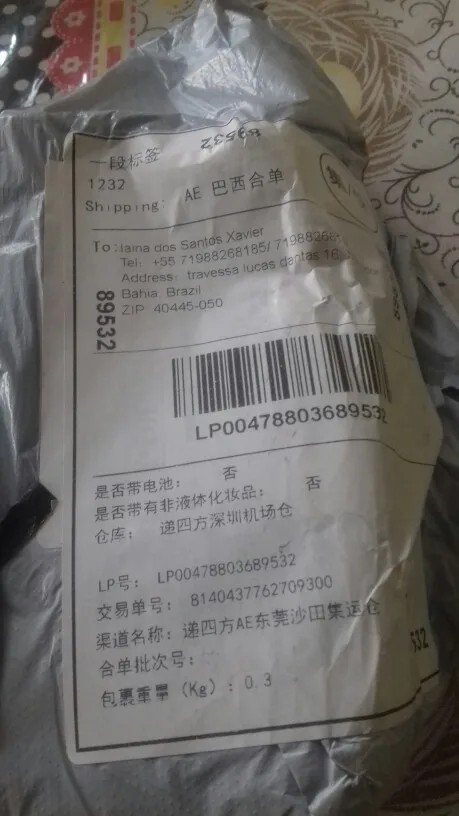 89532
一段标签
1232
Shipping: AE 巴西合单
To: Iaina dos Santos Xavier
Tel: +55 71988268185/ 7198826
Address: travessa lucas dantas
Bahia, Brazil
ZIP: 40445-050
89532
LP00478803689532
是否带电池： 否
是否带有非液体化妆品： 否
仓库： 递四方深圳机场仓
LP号： LP00478803689532
交易单号： 8140437762709300
渠道名称：递四方AE东莞沙田集运仓
合单批次号：
包裹重量（Kg）：0.3
532